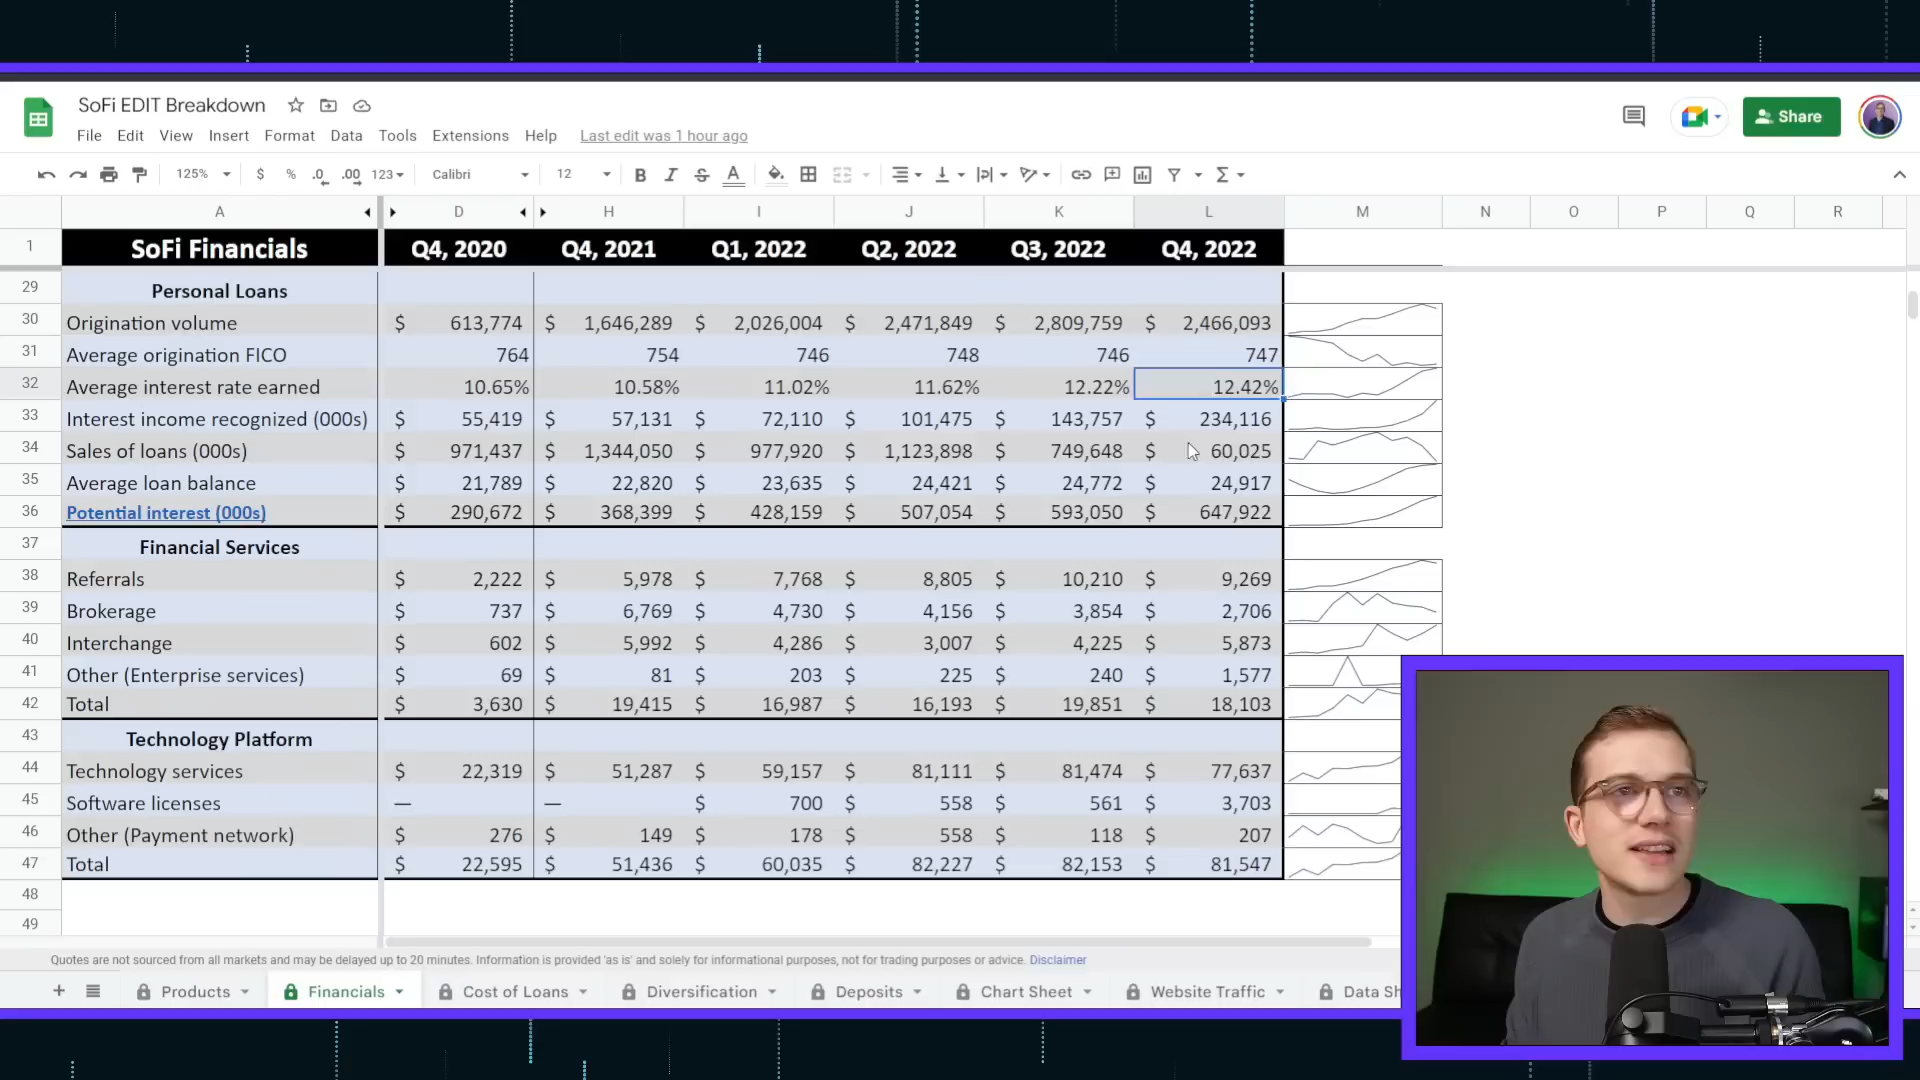 SoFi EDIT Breakdown
File Edit View Insert Format Data Tools Extensions Help Last edit was 1 hour ago
Share
125% $ % .0 .00 123 Calibri 12 B I S A Σ
A D H I J K L M N O P Q R
1 SoFi Financials Q4, 2020 Q4, 2021 Q1, 2022 Q2, 2022 Q3, 2022 Q4, 2022
29 Personal Loans
30 Origination volume $ 613,774 $ 1,646,289 $ 2,026,004 $ 2,471,849 $ 2,809,759 $ 2,466,093
31 Average origination FICO 764 754 746 748 746 747
32 Average interest rate earned 10.65% 10.58% 11.02% 11.62% 12.22% 12.42%
33 Interest income recognized (000s) $ 55,419 $ 57,131 $ 72,110 $ 101,475 $ 143,757 $ 234,116
34 Sales of loans (000s) $ 971,437 $ 1,344,050 $ 977,920 $ 1,123,898 $ 749,648 $ 60,025
35 Average loan balance $ 21,789 $ 22,820 $ 23,635 $ 24,421 $ 24,772 $ 24,917
36 Potential interest (000s) $ 290,672 $ 368,399 $ 428,159 $ 507,054 $ 593,050 $ 647,922
37 Financial Services
38 Referrals $ 2,222 $ 5,978 $ 7,768 $ 8,805 $ 10,210 $ 9,269
39 Brokerage $ 737 $ 6,769 $ 4,730 $ 4,156 $ 3,854 $ 2,706
40 Interchange $ 602 $ 5,992 $ 4,286 $ 3,007 $ 4,225 $ 5,873
41 Other (Enterprise services) $ 69 $ 81 $ 203 $ 225 $ 240 $ 1,577
42 Total $ 3,630 $ 19,415 $ 16,987 $ 16,193 $ 19,851 $ 18,103
43 Technology Platform
44 Technology services $ 22,319 $ 51,287 $ 59,157 $ 81,111 $ 81,474 $ 77,637
45 Software licenses — — $ 700 $ 558 $ 561 $ 3,703
46 Other (Payment network) $ 276 $ 149 $ 178 $ 558 $ 118 $ 207
47 Total $ 22,595 $ 51,436 $ 60,035 $ 82,227 $ 82,153 $ 81,547
48
49
Quotes are not sourced from all markets and may be delayed up to 20 minutes. Information is provided 'as is' and solely for informational purposes, not for trading purposes or advice. Disclaimer
+ Products Financials Cost of Loans Diversification Deposits Chart Sheet Website Traffic Data Sh